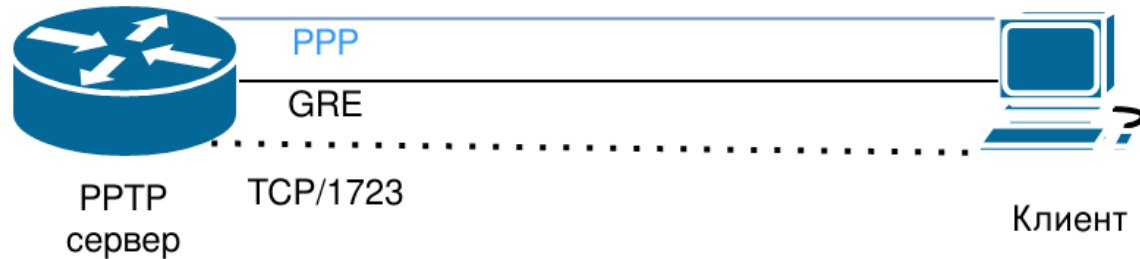 PPP
GRE
TCP/1723
PPTP
сервер
Клиент